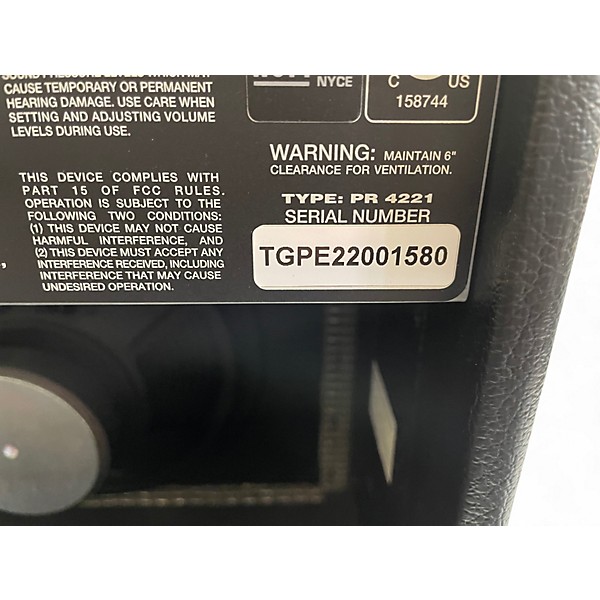 CAUSE TEMPORARY OR PERMANENT
HEARING DAMAGE. USE CARE WHEN
SETTING AND ADJUSTING VOLUME
LEVELS DURING USE.
THIS DEVICE COMPLIES WITH
PART 15 OF FCC RULES.
OPERATION IS SUBJECT TO THE
FOLLOWING TWO CONDITIONS:
(1) THIS DEVICE MAY NOT CAUSE
HARMFUL INTERFERENCE, AND
(2) THIS DEVICE MUST ACCEPT ANY
INTERFERENCE RECEIVED, INCLUDING
INTERFERENCE THAT MAY CAUSE
UNDESIRED OPERATION.
NYCE
C US
158744
WARNING: MAINTAIN 6"
CLEARANCE FOR VENTILATION.
TYPE: PR 4221
SERIAL NUMBER
TGPE22001580